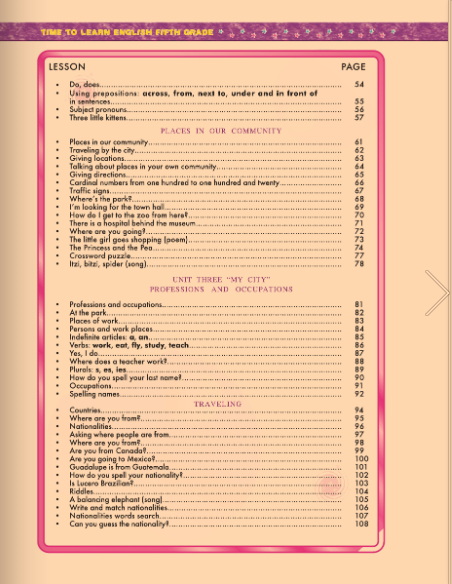 TIME TO LEARN ENGLISH FIFTH GRADE
LESSON PAGE
• Do, does.......... 54
• Using prepositions: across, from, next to, under and in front of
in sentences.......... 55
• Subject pronouns.......... 56
• Three little kittens.......... 57
PLACES IN OUR COMMUNITY
• Places in our community.......... 61
• Traveling by the city.......... 62
• Giving locations.......... 63
• Talking about places in your own community.......... 64
• Giving directions.......... 65
• Cardinal numbers from one hundred to one hundred and twenty.......... 66
• Traffic signs.......... 67
• Where's the park?.......... 68
• I'm looking for the town hall.......... 69
• How do I get to the zoo from here?.......... 70
• There is a hospital behind the museum.......... 71
• Where are you going?.......... 72
• The little girl goes shopping (poem).......... 73
• The Princess and the Pea.......... 74
• Crossword puzzle.......... 77
• Itzi, bitzi, spider (song).......... 78
UNIT THREE "MY CITY"
PROFESSIONS AND OCCUPATIONS
• Professions and occupations.......... 81
• At the park.......... 82
• Places of work.......... 83
• Persons and work places.......... 84
• Indefinite articles: a, an.......... 85
• Verbs: work, eat, fly, study, teach.......... 86
• Yes, I do.......... 87
• Where does a teacher work?.......... 88
• Plurals: s, es, ies.......... 89
• How do you spell your last name?.......... 90
• Occupations.......... 91
• Spelling names.......... 92
TRAVELING
• Countries.......... 94
• Where are you from?.......... 95
• Nationalities.......... 96
• Asking where people are from.......... 97
• Where are you from?.......... 98
• Are you from Canada?.......... 99
• Are you going to Mexico?.......... 100
• Guadalupe is from Guatemala.......... 101
• How do you spell your nationality?.......... 102
• Is Lucero Brazilian?.......... 103
• Riddles.......... 104
• A balancing elephant (song).......... 105
• Write and match nationalities.......... 106
• Nationalities words search.......... 107
• Can you guess the nationality?.......... 108